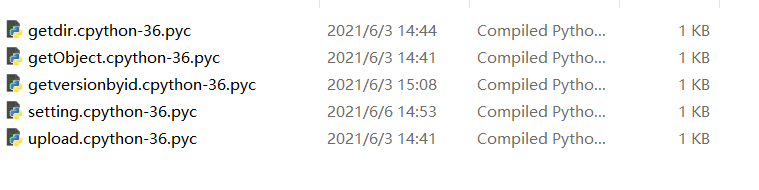 getdir.cpython-36.pyc 2021/6/3 14:44 Compiled Pytho... 1 KB
getObject.cpython-36.pyc 2021/6/3 14:41 Compiled Pytho... 1 KB
getversionbyid.cpython-36.pyc 2021/6/3 15:08 Compiled Pytho... 1 KB
setting.cpython-36.pyc 2021/6/6 14:53 Compiled Pytho... 1 KB
upload.cpython-36.pyc 2021/6/3 14:41 Compiled Pytho... 1 KB